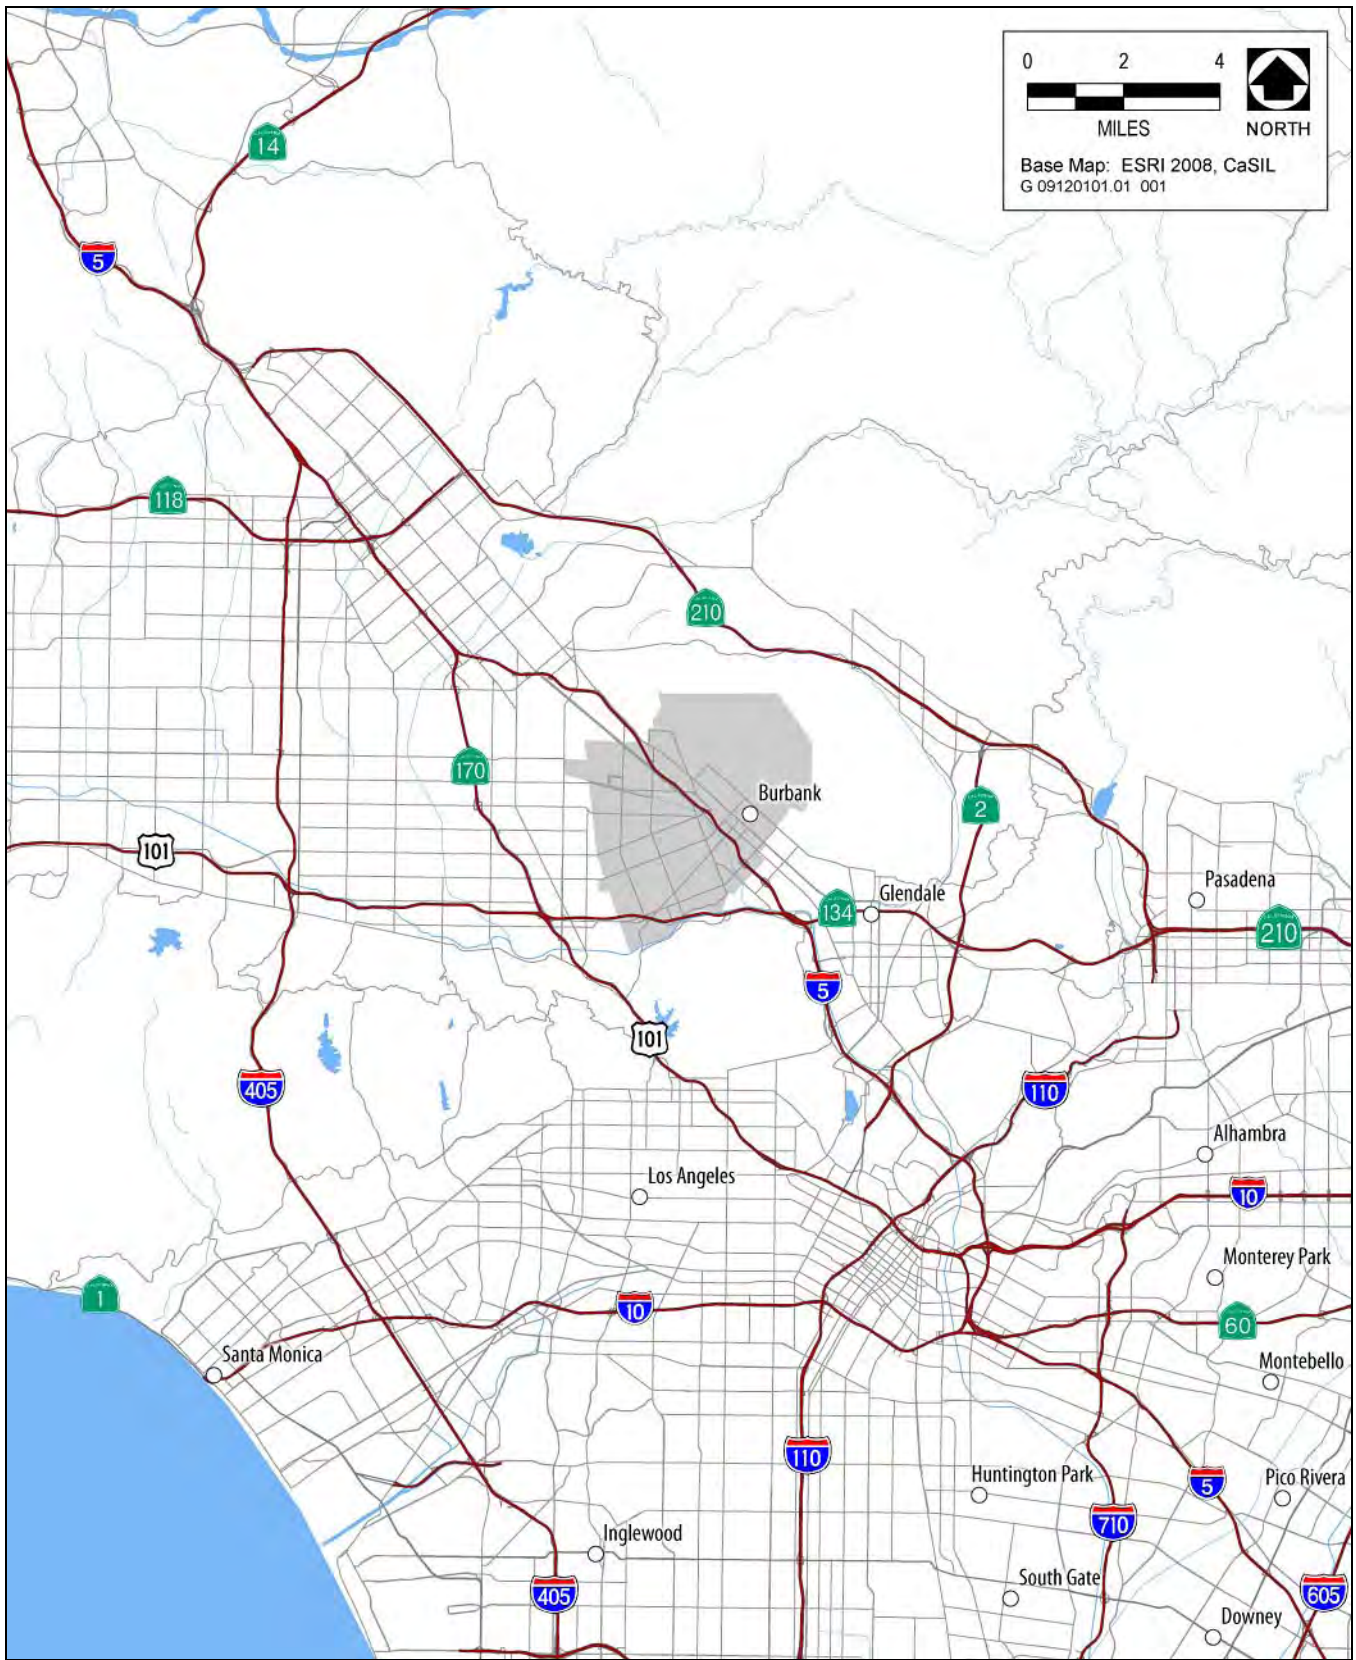 0 2 4
MILES
NORTH
Base Map: ESRI 2008, CaSIL
G 09120101.01 001
14
5
118
210
170
Burbank
2
101
Pasadena
Glendale
134
210
5
101
405
110
Alhambra
Los Angeles
10
Monterey Park
1
10
60
Santa Monica
Montebello
110
Huntington Park
5
Pico Rivera
710
Inglewood
South Gate
405
605
Downey